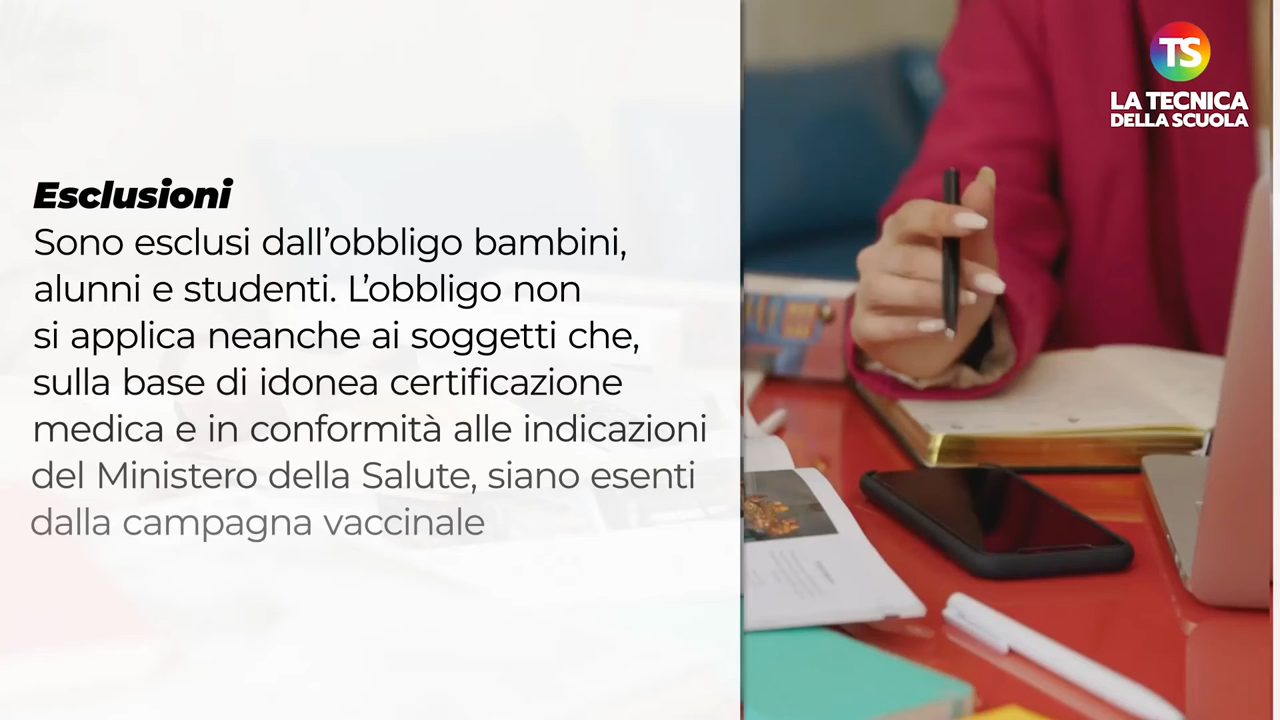 Esclusioni
Sono esclusi dall’obbligo bambini,
alunni e studenti. L’obbligo non
si applica neanche ai soggetti che,
sulla base di idonea certificazione
medica e in conformità alle indicazioni
del Ministero della Salute, siano esenti
dalla campagna vaccinale
TS
LA TECNICA
DELLA SCUOLA